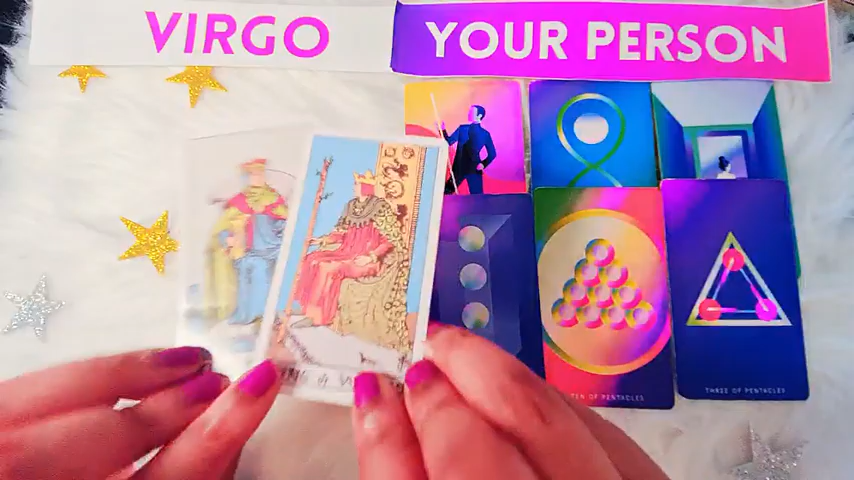 VIRGO
YOUR PERSON
TEN OF PENTACLES
THREE OF PENTACLES